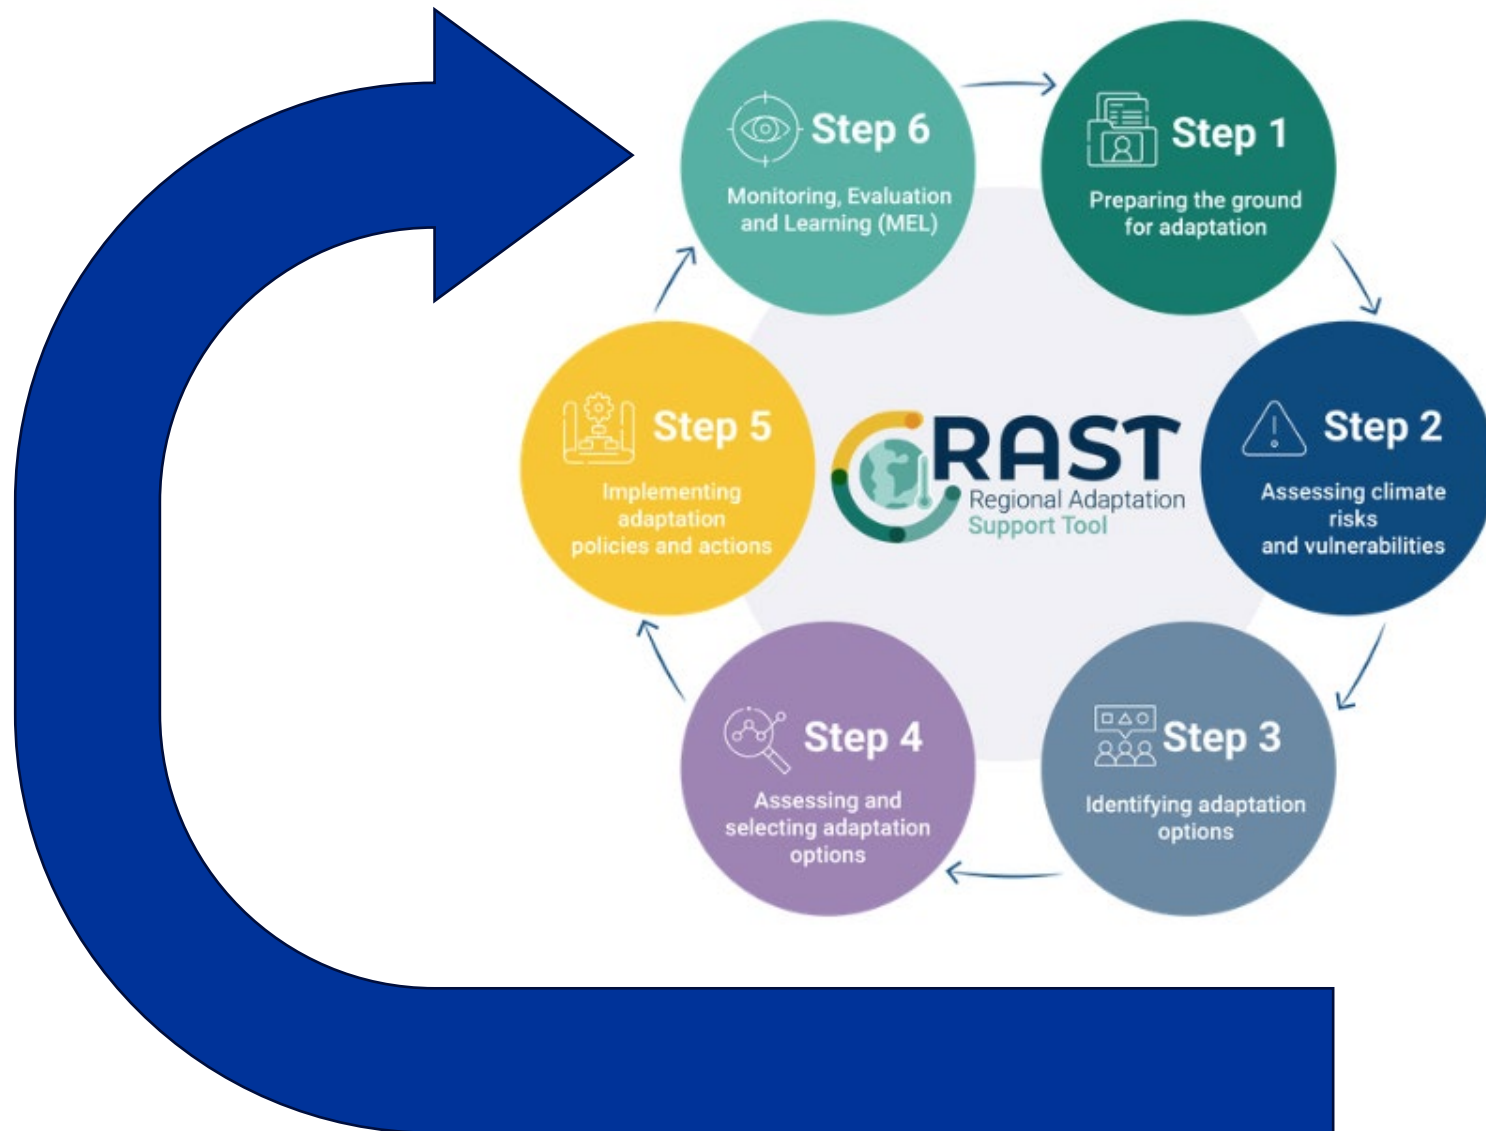 Step 1
Preparing the ground
for adaptation
Step 2
Assessing climate
risks
and vulnerabilities
Step 3
Identifying adaptation
options
Step 4
Assessing and
selecting adaptation
options
Step 5
Implementing
adaptation
policies and actions
Step 6
Monitoring, Evaluation
and Learning (MEL)
RAST
Regional Adaptation
Support Tool